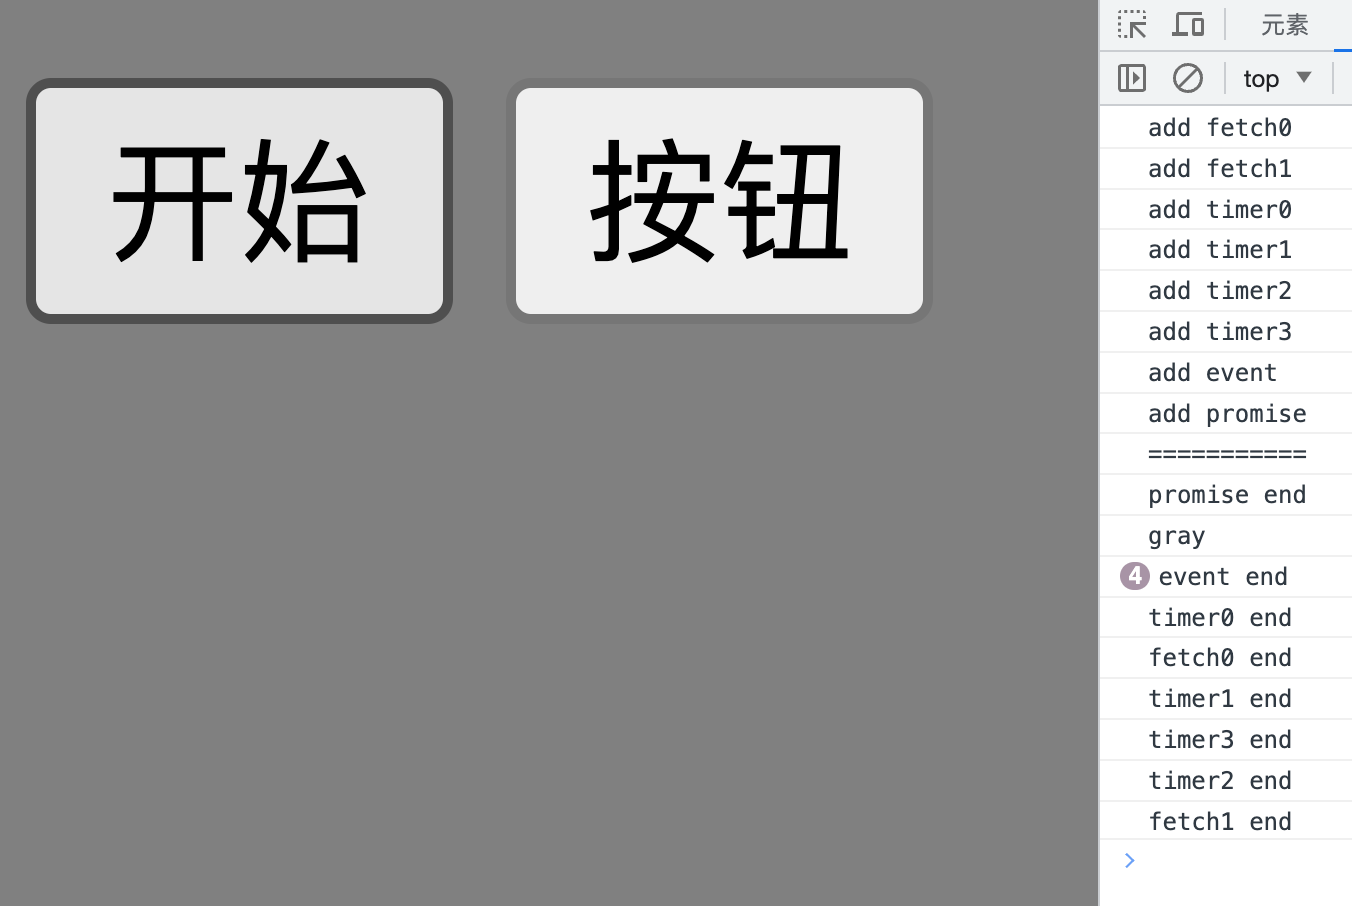 开始 按钮
元素
top
add fetch0
add fetch1
add timer0
add timer1
add timer2
add timer3
add event
add promise
===========
promise end
gray
4 event end
timer0 end
fetch0 end
timer1 end
timer3 end
timer2 end
fetch1 end